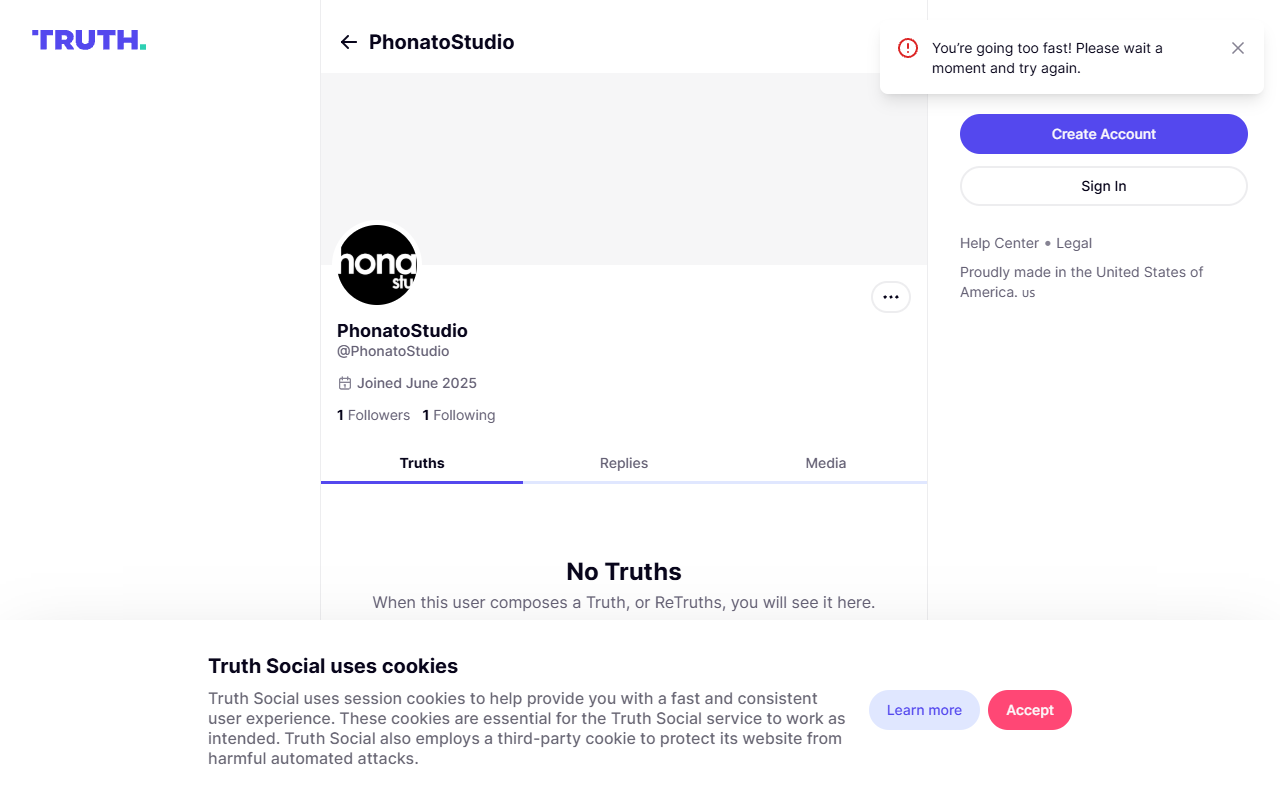 TRUTH.
PhonatoStudio
You're going too fast! Please wait a
moment and try again.
Create Account
Sign In
Help Center • Legal
Proudly made in the United States of
America. US
hona
stu
PhonatoStudio
@PhonatoStudio
Joined June 2025
1 Followers 1 Following
Truths Replies Media
No Truths
When this user composes a Truth, or ReTruths, you will see it here.
Truth Social uses cookies
Truth Social uses session cookies to help provide you with a fast and consistent
user experience. These cookies are essential for the Truth Social service to work as
intended. Truth Social also employs a third-party cookie to protect its website from
harmful automated attacks.
Learn more
Accept